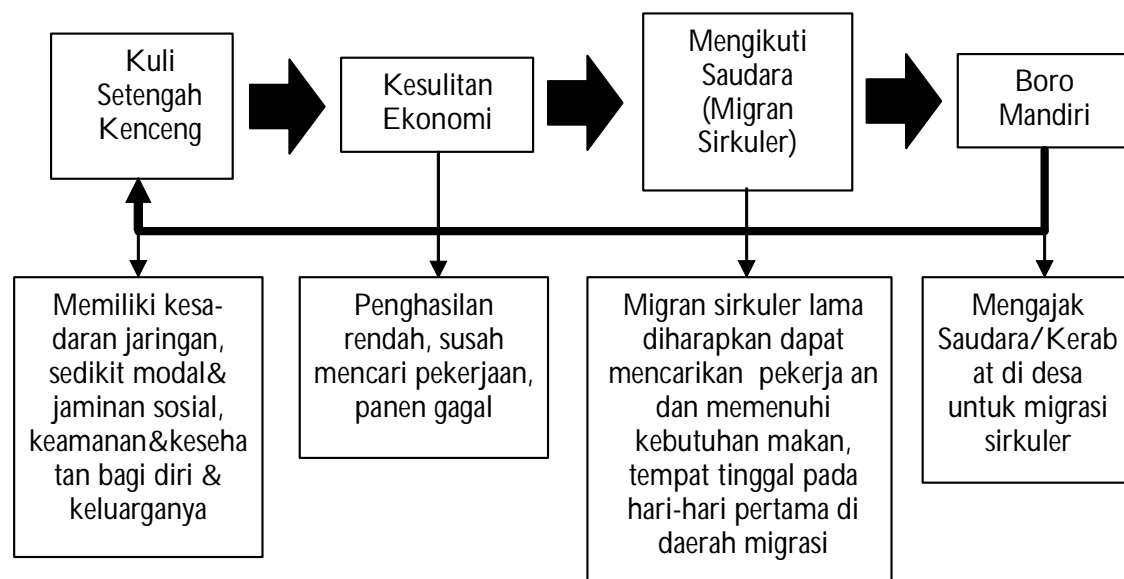 Kuli
Setengah
Kenceng
Kesulitan
Ekonomi
Mengikuti
Saudara
(Migran
Sirkuler)
Boro
Mandiri
Memiliki kesa-
daran jaringan,
sedikit modal&
jaminan sosial,
keamanan&keseha
tan bagi diri &
keluarganya
Penghasilan
rendah, susah
mencari pekerjaan,
panen gagal
Migran sirkuler lama
diharapkan dapat
mencarikan pekerja an
dan memenuhi
kebutuhan makan,
tempat tinggal pada
hari-hari pertama di
daerah migrasi
Mengajak
Saudara/Kerab
at di desa
untuk migrasi
sirkuler